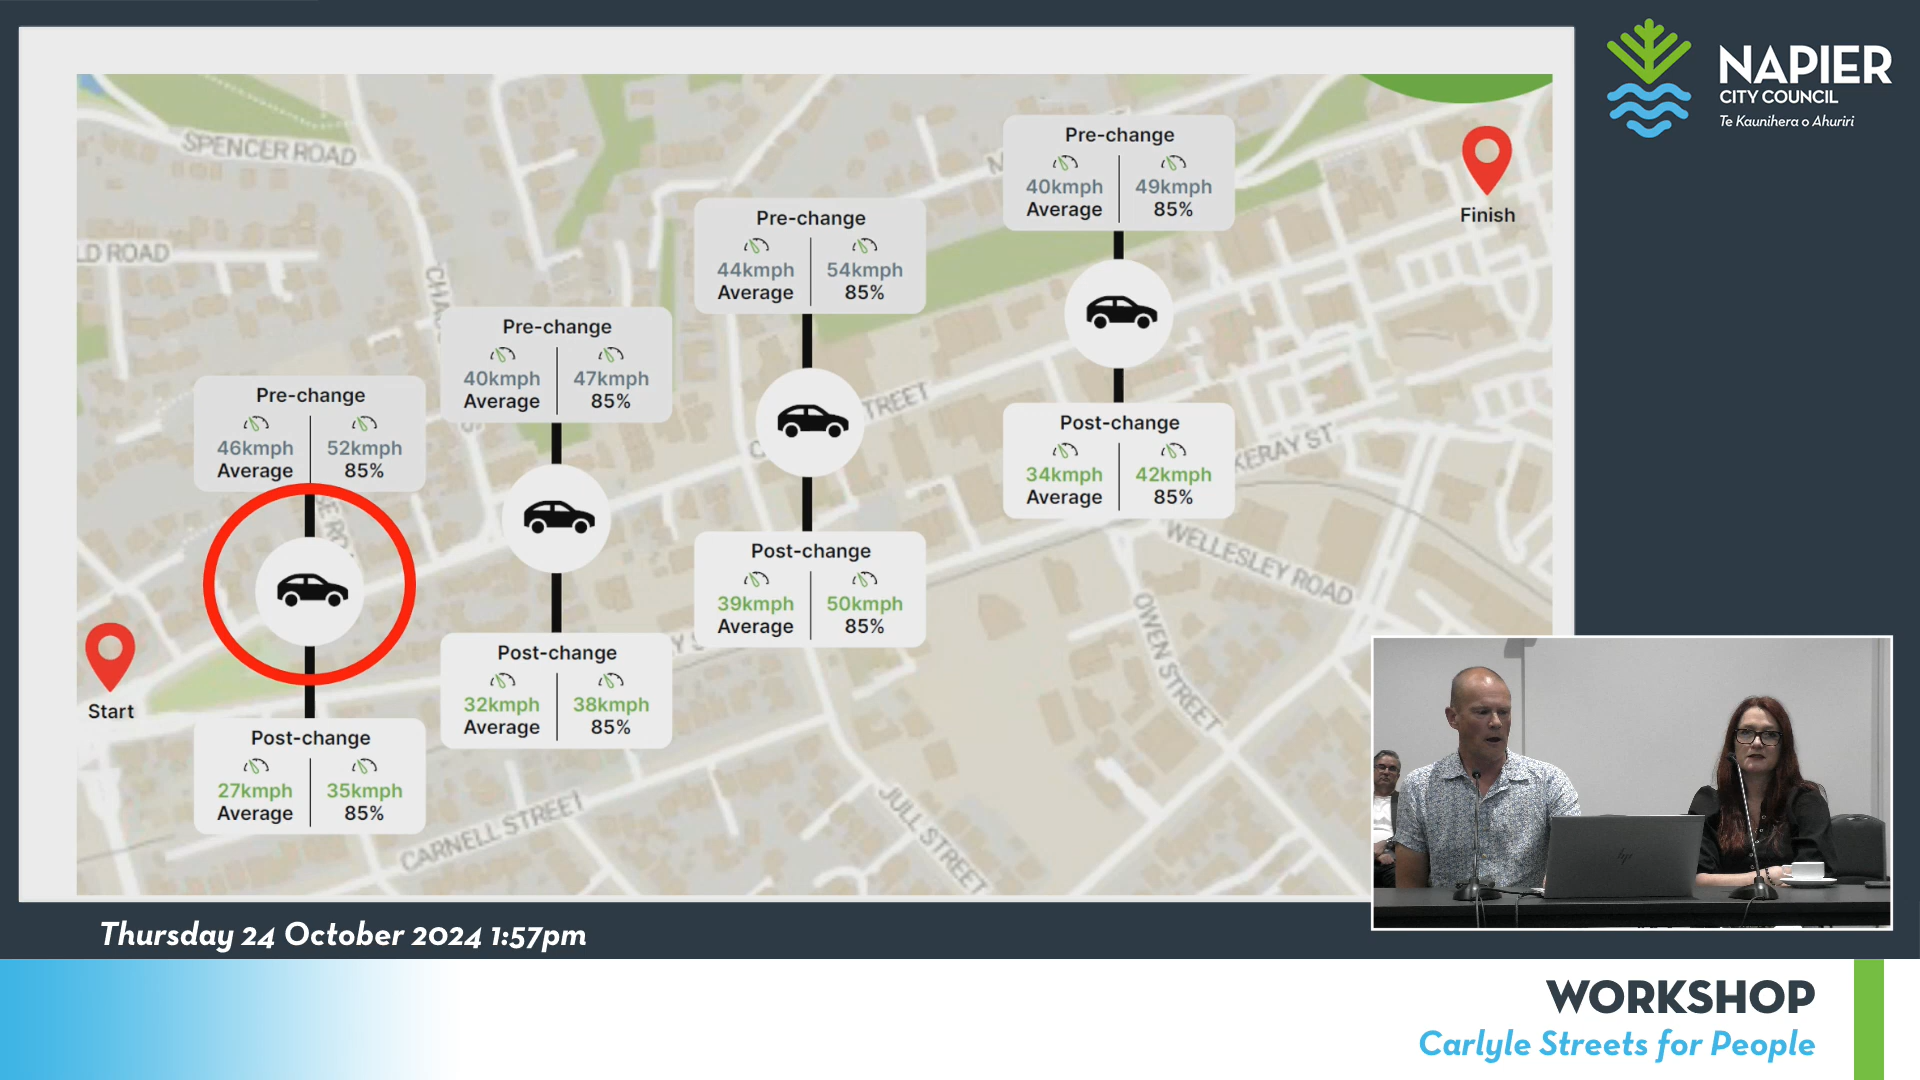 NAPIER
CITY COUNCIL
Te Kaunihera o Ahuriri
SPENCER ROAD
LD ROAD
Pre-change
40kmph 49kmph
Average 85%
Finish
Pre-change
44kmph 54kmph
Average 85%
Pre-change
40kmph 47kmph
Average 85%
Pre-change
46kmph 52kmph
Average 85%
TREET
Post-change
34kmph 42kmph
Average 85%
KERAY ST
WELLESLEY ROAD
Post-change
39kmph 50kmph
Average 85%
OWEN STREET
Start
Post-change
32kmph 38kmph
Average 85%
Post-change
27kmph 35kmph
Average 85%
CARNELL STREET
JULL STREET
hp
Thursday 24 October 2024 1:57pm
WORKSHOP
Carlyle Streets for People